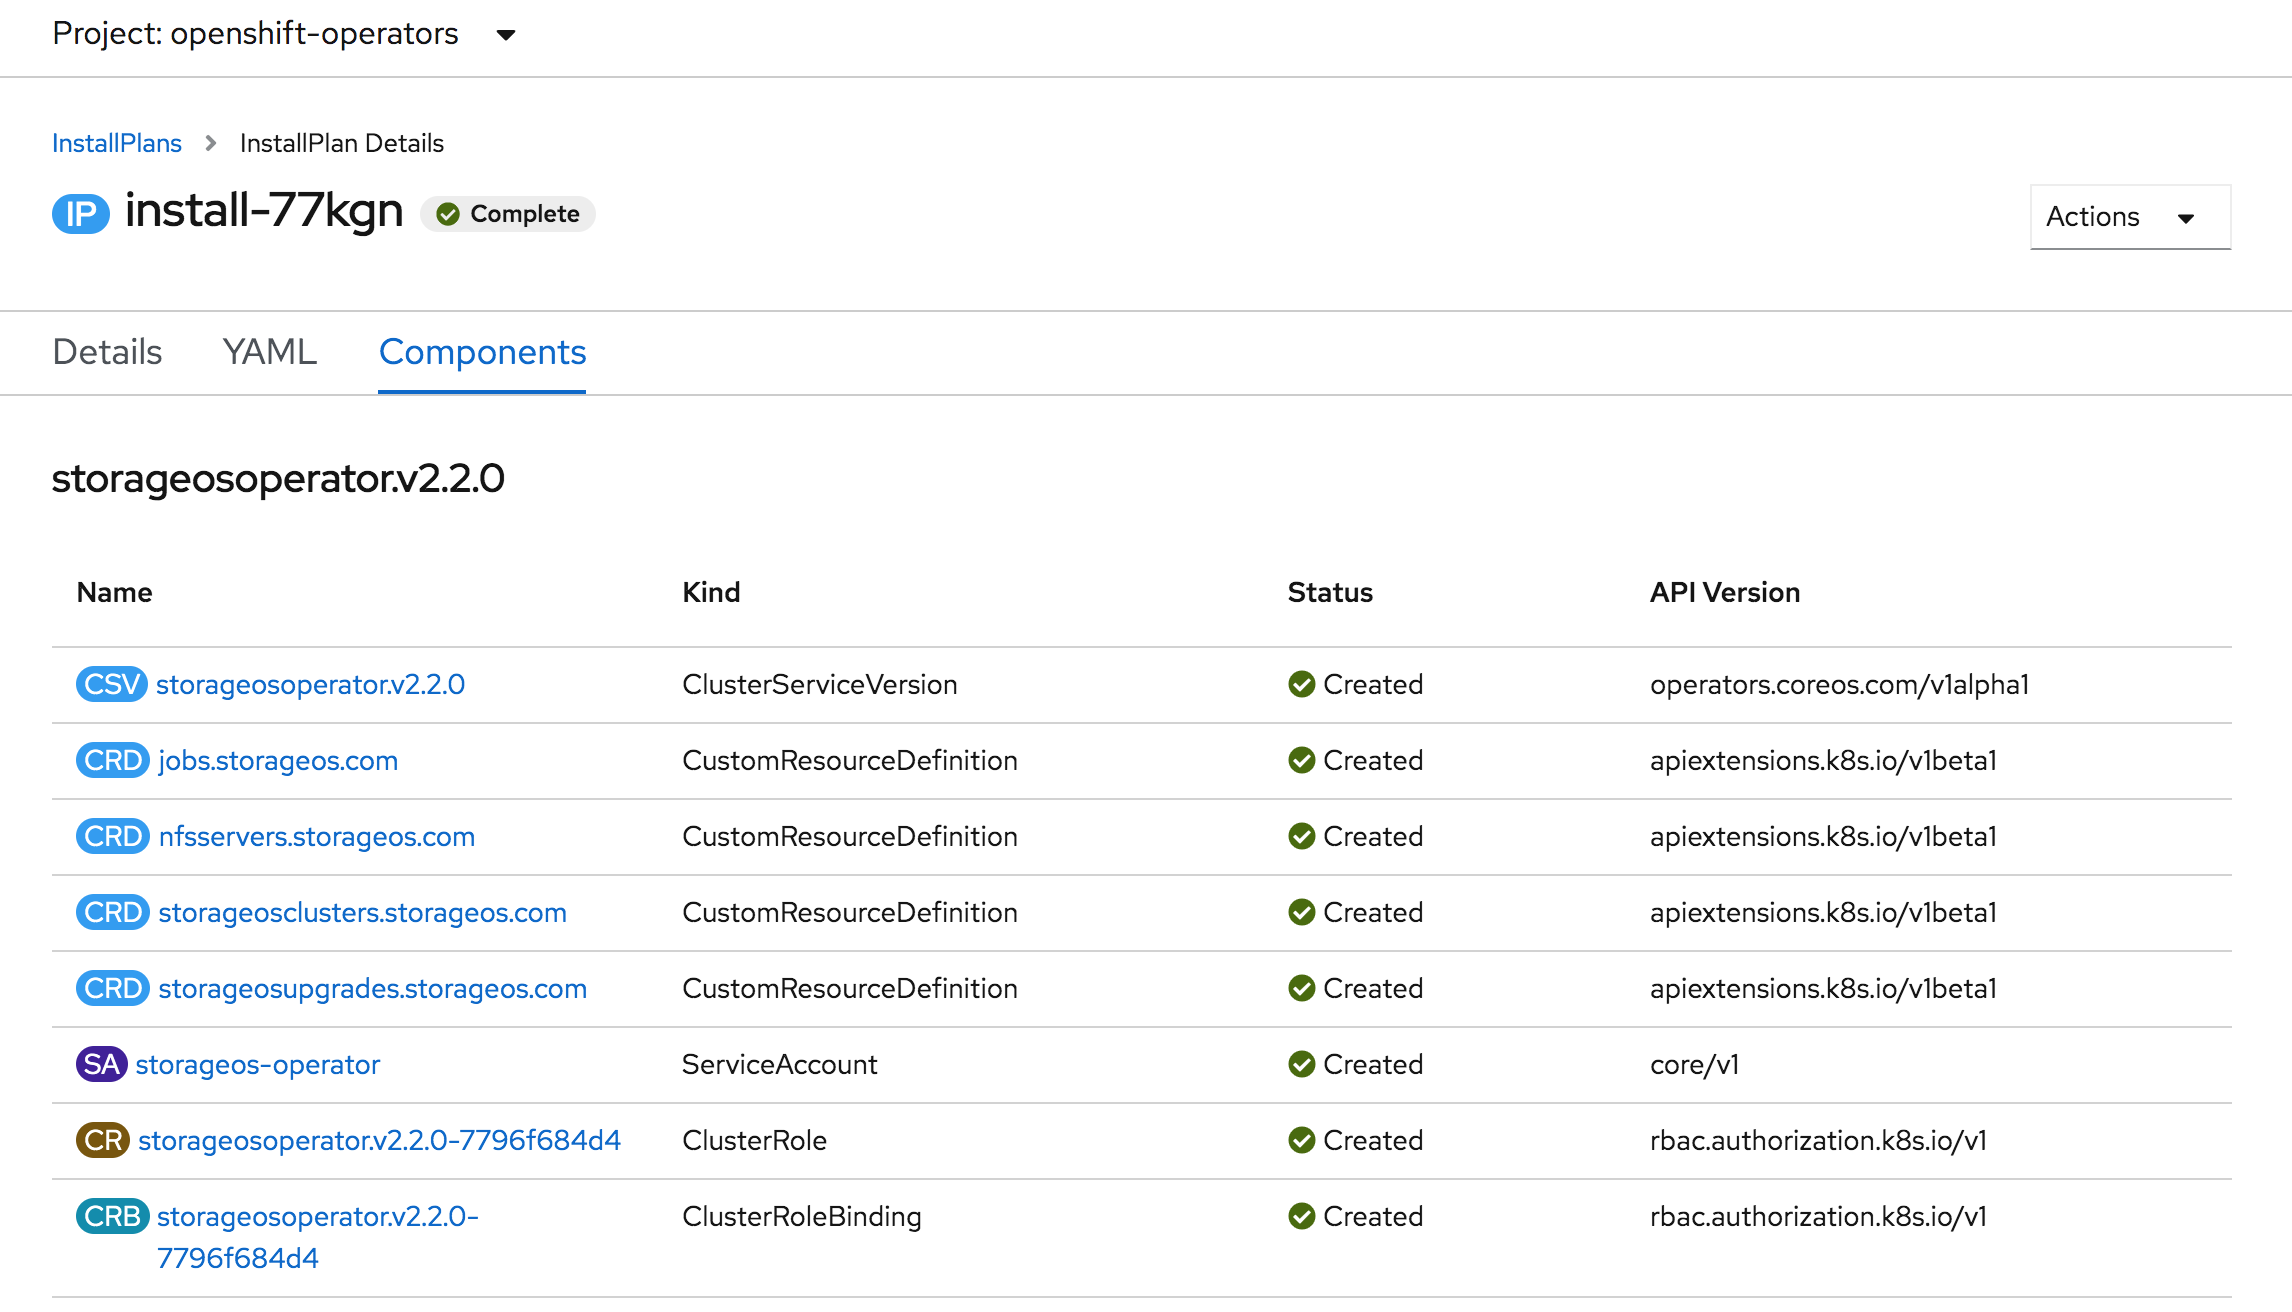 Project: openshift-operators
InstallPlans > InstallPlan Details
IP install-77kgn Complete
Actions
Details YAML Components
storageosoperator.v2.2.0
Name Kind Status API Version
CSV storageosoperator.v2.2.0 ClusterServiceVersion Created operators.coreos.com/v1alpha1
CRD jobs.storageos.com CustomResourceDefinition Created apiextensions.k8s.io/v1beta1
CRD nfsservers.storageos.com CustomResourceDefinition Created apiextensions.k8s.io/v1beta1
CRD storageosclusters.storageos.com CustomResourceDefinition Created apiextensions.k8s.io/v1beta1
CRD storageosupgrades.storageos.com CustomResourceDefinition Created apiextensions.k8s.io/v1beta1
SA storageos-operator ServiceAccount Created core/v1
CR storageosoperator.v2.2.0-7796f684d4 ClusterRole Created rbac.authorization.k8s.io/v1
CRB storageosoperator.v2.2.0- ClusterRoleBinding Created rbac.authorization.k8s.io/v1
7796f684d4